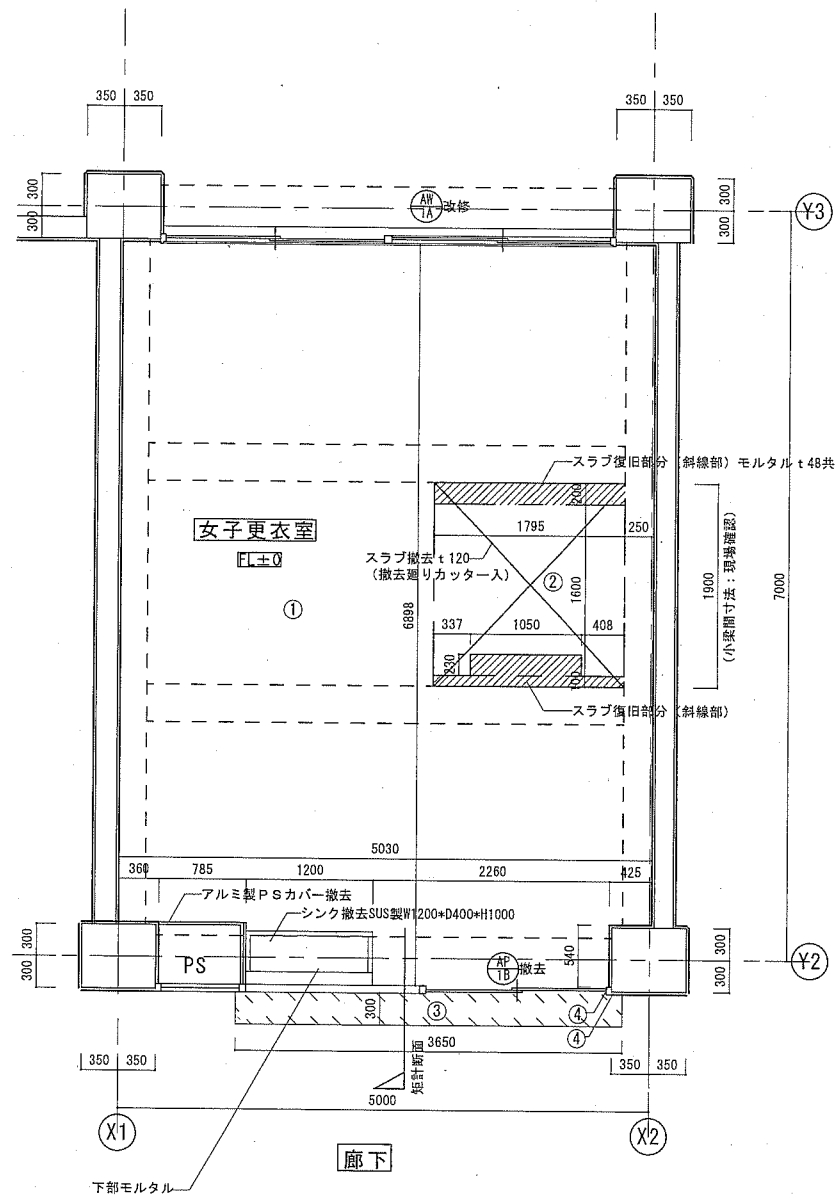 350 350
350 350
300
300
AW
1A
改修
300
300
Y3
スラブ復旧部分(斜線部)モルタルt48共
200
女子更衣室
FL±0
スラブ撤去t120
(撤去廻りカッター入)
1795
250
①
②
1600
6898
1900
(小梁間寸法:現場確認)
7000
337
1050
408
230
100
スラブ復旧部分(斜線部)
5030
360
785
1200
2260
425
アルミ製PSカバー撤去
シンク撤去SUS製W1200*D400*H1000
300
300
PS
AP
1B
撤去
540
300
300
Y2
300
③
④
④
3650
350 350
矩計断面
350 350
5000
X1
X2
廊下
下部モルタル